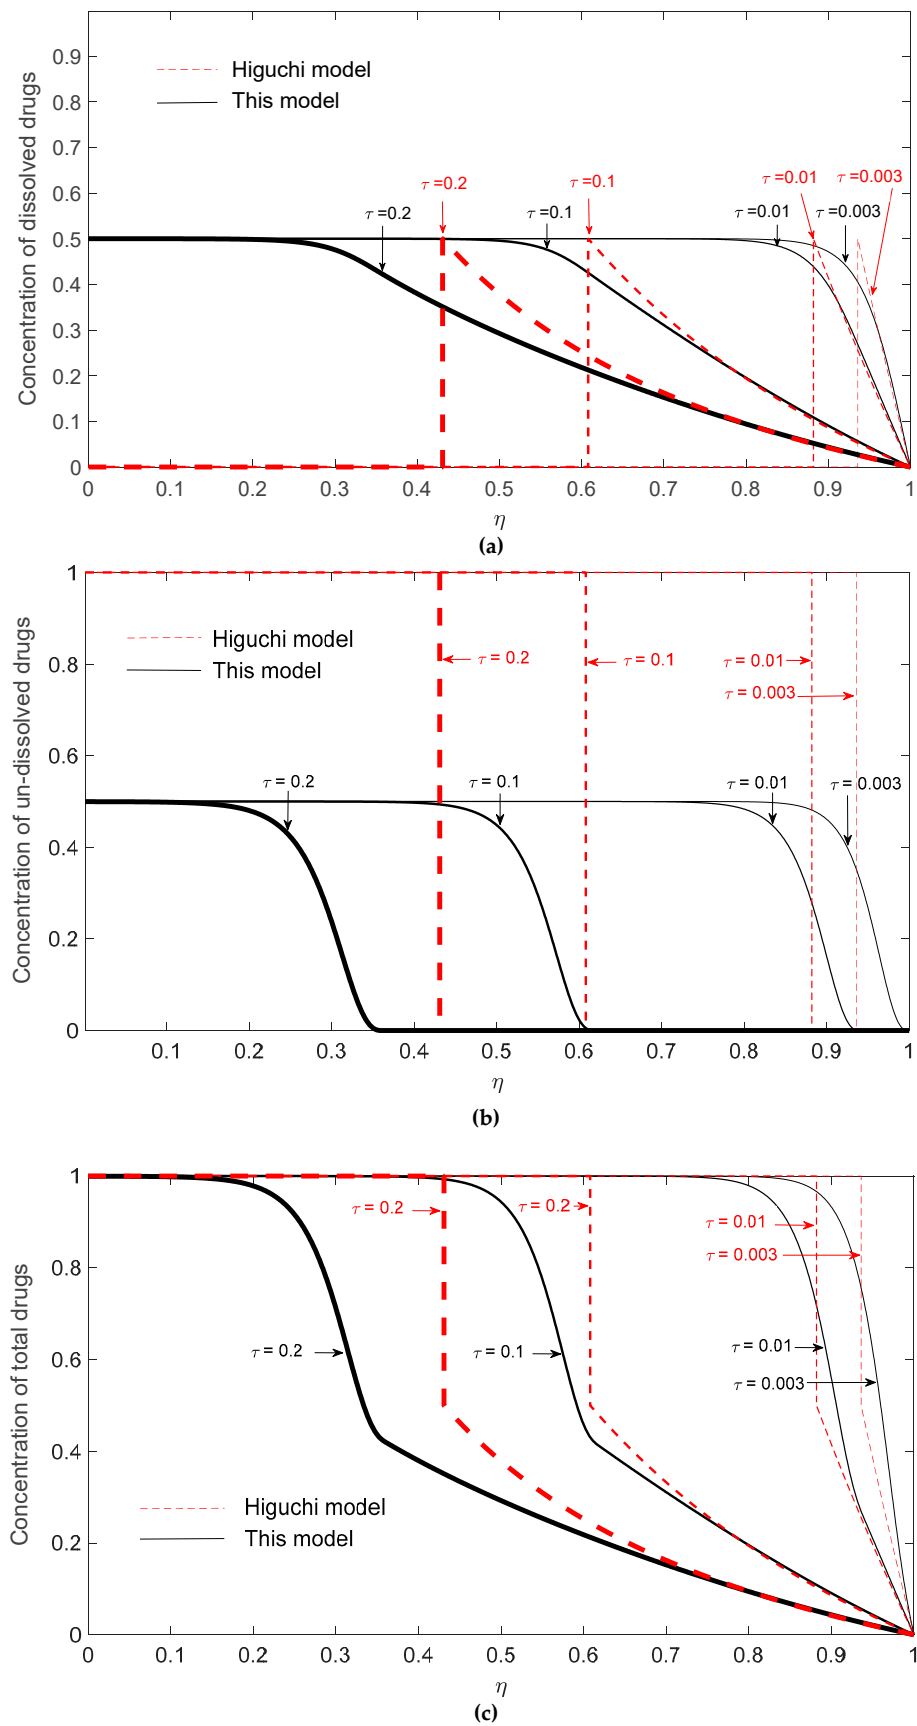 0.9
0.8
0.7
0.6
0.5
0.4
0.3
0.2
0.1
0
Concentration of dissolved drugs
Higuchi model
This model
τ =0.2
τ =0.1
τ =0.01
τ =0.003
τ =0.2
τ =0.1
τ =0.01
τ =0.003
0 0.1 0.2 0.3 0.4 0.5 0.6 0.7 0.8 0.9 1
η
(a)
1
0.8
0.6
0.4
0.2
0
Concentration of un-dissolved drugs
Higuchi model
This model
τ = 0.2
τ = 0.1
τ = 0.01
τ = 0.003
τ = 0.2
τ = 0.1
τ = 0.01
τ = 0.003
0.1 0.2 0.3 0.4 0.5 0.6 0.7 0.8 0.9 1
η
(b)
1
0.8
0.6
0.4
0.2
0
Concentration of total drugs
τ = 0.2
τ = 0.2
τ = 0.01
τ = 0.003
τ = 0.2
τ = 0.1
τ = 0.01
τ = 0.003
Higuchi model
This model
0 0.1 0.2 0.3 0.4 0.5 0.6 0.7 0.8 0.9 1
η
(c)